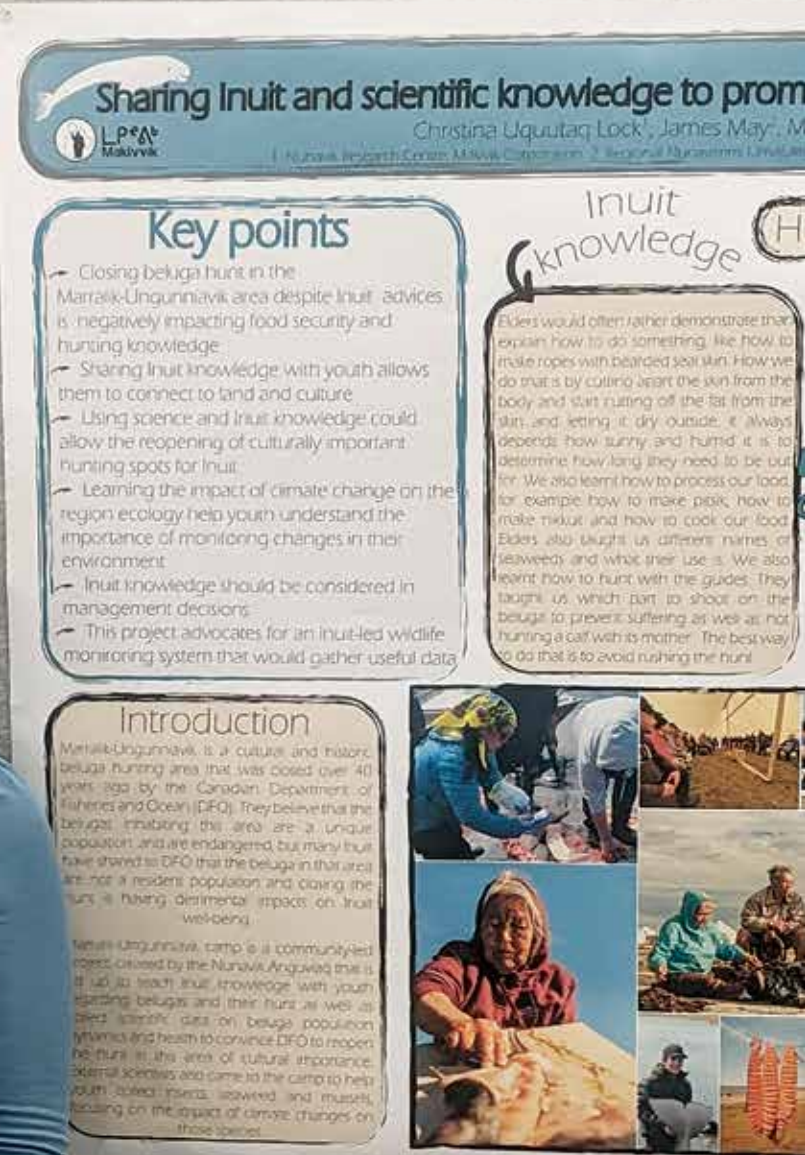 Sharing Inuit and scientific knowledge to prom
Christina Uquutaq Lock¹, James May², M
ᒪᑭᕝᕕᒃ
Makivvik
1. Nunavik Research Centre, Makivik Corporation 2. Regional Nunavimmi Umajulirijiit
Key points
Closing beluga hunt in the
Marralik-Ungunniavik area despite Inuit advices
is negatively impacting food security and
hunting knowledge
Sharing Inuit knowledge with youth allows
them to connect to land and culture
Using science and Inuit knowledge could
allow the reopening of culturally important
hunting spots for Inuit
Learning the impact of climate change on the
region ecology help youth understand the
importance of monitoring changes in their
environment
Inuit knowledge should be considered in
management decisions
This project advocates for an inuit-led wildlife
monitoring system that would gather useful data
Inuit
knowledge
H
Elders would often rather demonstrate than
explain how to do something, like how to
make ropes with bearded seal skin. How we
do that is by cutting apart the skin from the
body and start cutting off the fat from the
skin and letting it dry outside, it always
depends how sunny and humid it is to
determine how long they need to be out
for. We also learnt how to process our food,
for example how to make pitsik, how to
make nikkut and how to cook our food.
Elders also taught us different names of
seaweeds and what their use is. We also
learnt how to hunt with the guides. They
taught us which part to shoot on the
beluga to prevent suffering as well as not
hunting a calf with its mother. The best way
to do that is to avoid rushing the hunt
Introduction
Marralik-Ungunnavik is a cultural and historic
beluga hunting area that was closed over 40
years ago by the Canadian Department of
Fisheries and Ocean (DFO). They believe that the
belugas inhabiting this area are a unique
population and are endangered, but many Inuit
have shared to DFO that the beluga in that area
are not a resident population and closing the
hunt is having detrimental impacts on Inuit
well-being
camp is a community-led
project, by the Nunavik Anguviaq that is
up to teach Inuit knowledge with youth
regarding belugas and their hunt as well as
scientific data on beluga population
dynamics and health to convince DFO to reopen
the hunt in this area of cultural importance.
External scientists also came to the camp to help
youth collect insects, seaweed and mussels,
focusing on the impact of climate changes on
those species